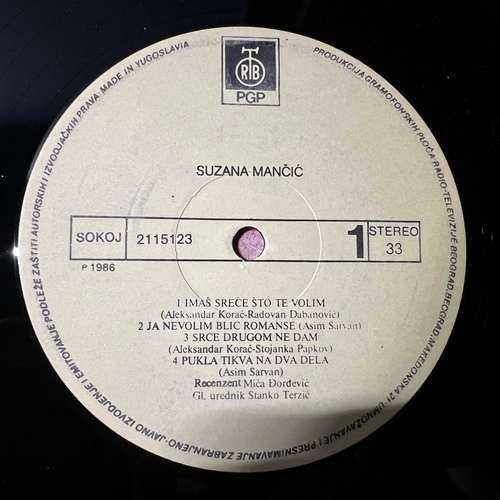 RTB
PGP
SUZANA MANČIĆ
SOKOJ 2115123 1 STEREO 33
P 1986
1 IMAŠ SREĆE ŠTO TE VOLIM
(Aleksandar Korać-Radovan Dabanović)
2 JA NEVOLIM BLIC ROMANSE (Asim Sarvan)
3 SRCE DRUGOM NE DAM
(Aleksandar Korać-Stojanka Papkov)
4 PUKLA TIKVA NA DVA DELA
(Asim Sarvan)
Recenzent Mića Đorđević
Gl. urednik Stanko Terzić
PRODUKCIJA GRAMOFONSKIH PLOČA RADIO-TELEVIZIJE BEOGRAD, BEOGRAD, MAKEDONSKA 21 · UMNOŽAVANJE I PRESNIMAVANJE ZABRANJENO · JAVNO IZVODJENJE I EMITOVANJE PODLEŽE ZAŠTITI AUTORSKIH I IZVODJAČKIH PRAVA · MADE IN YUGOSLAVIA